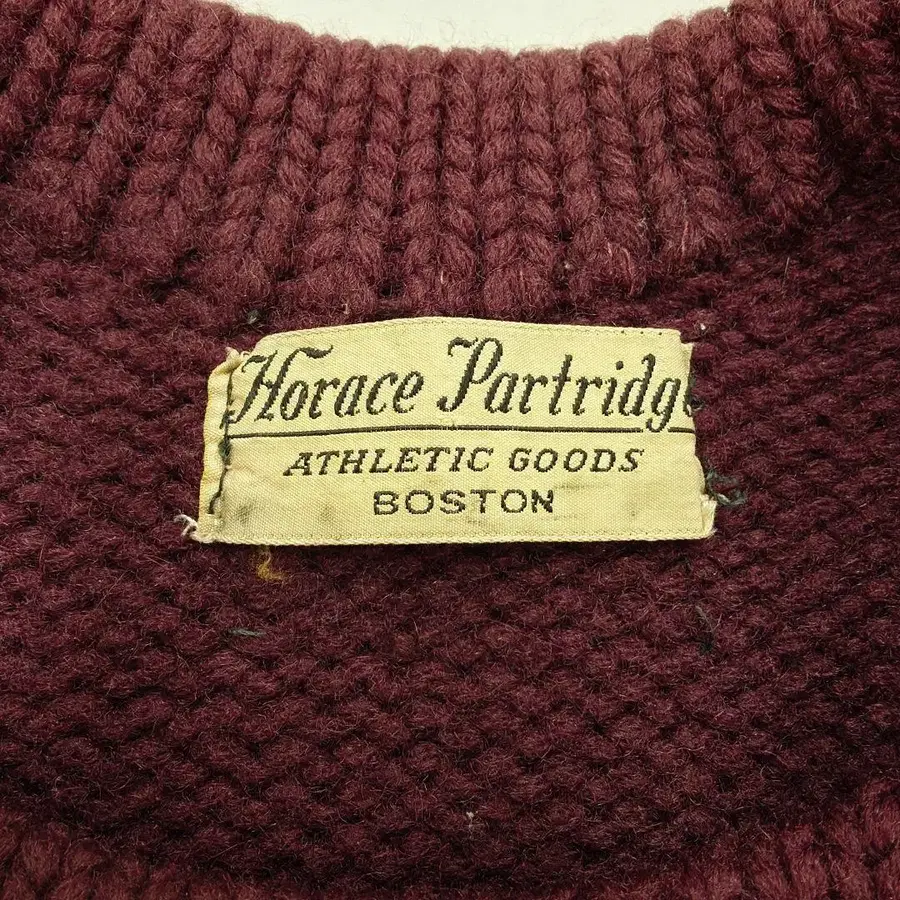 Horace Partridge
ATHLETIC GOODS
BOSTON